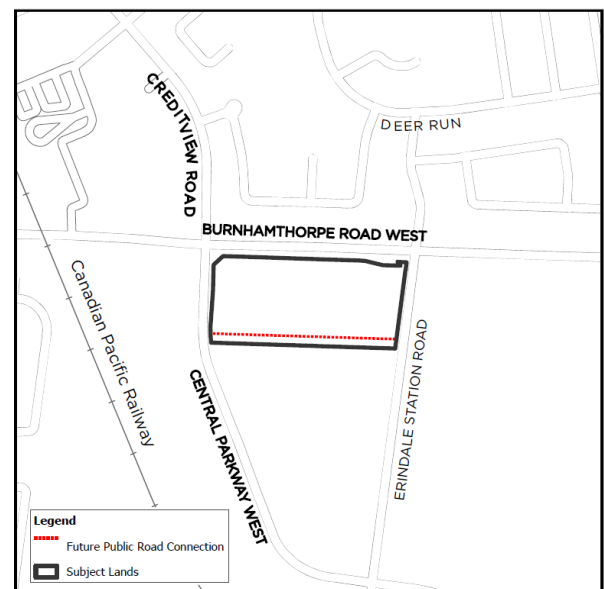 CREDITVIEW ROAD
DEER RUN
BURNHAMTHORPE ROAD WEST
Canadian Pacific Railway
ERINDALE STATION ROAD
CENTRAL PARKWAY WEST
Legend
Future Public Road Connection
Subject Lands